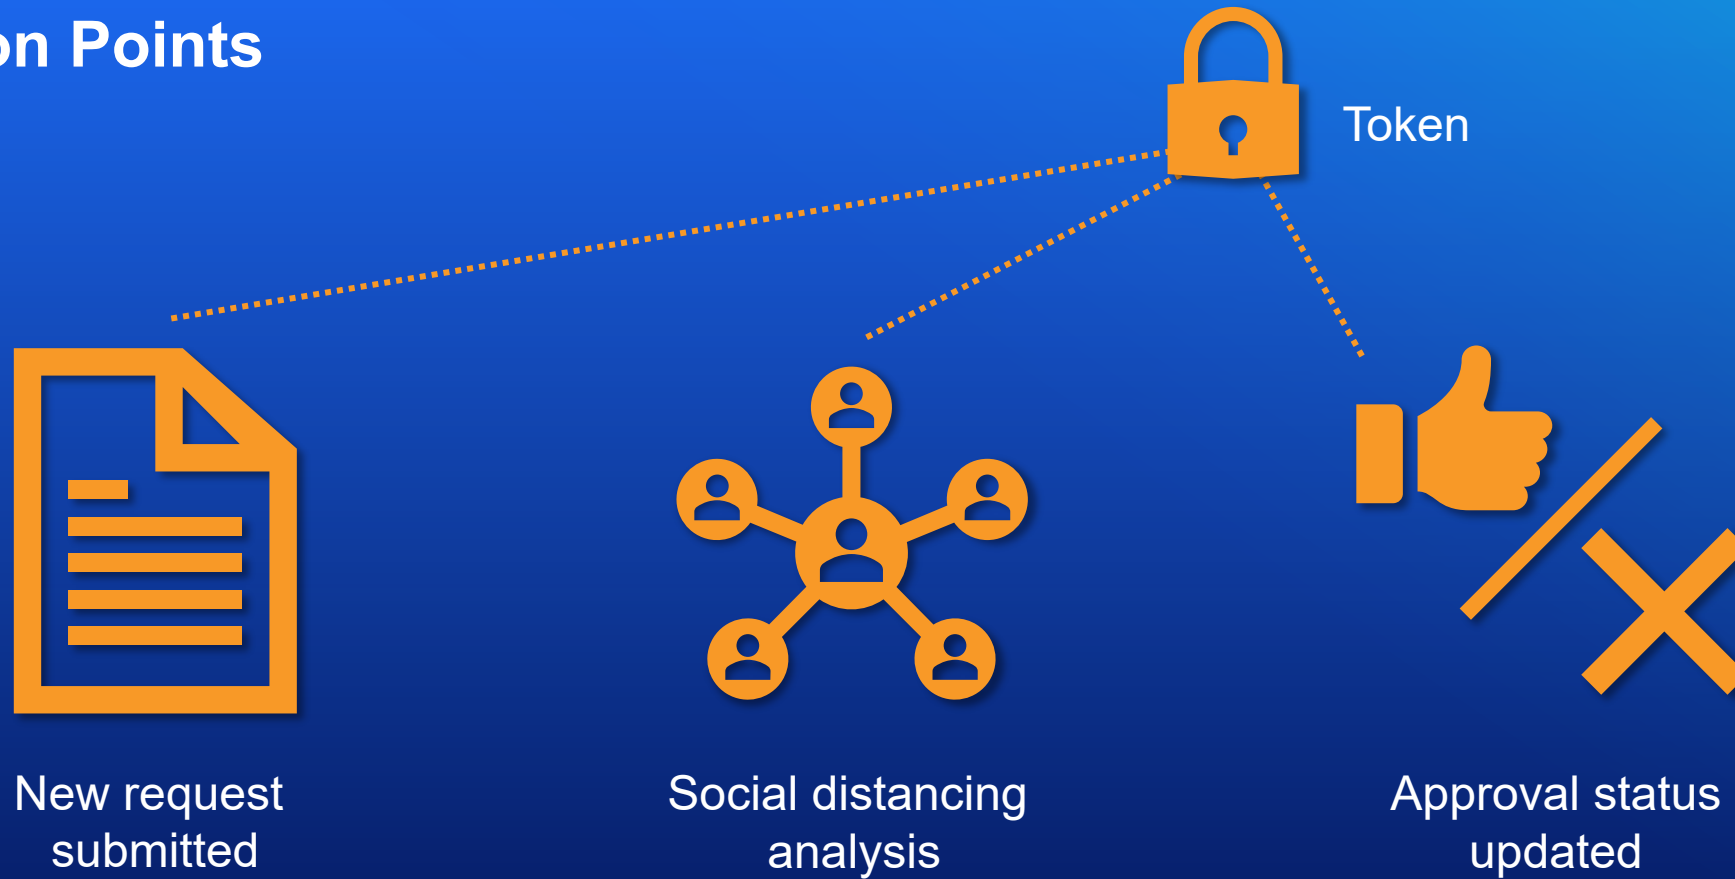 on Points
Token
New request
submitted
Social distancing
analysis
Approval status
updated